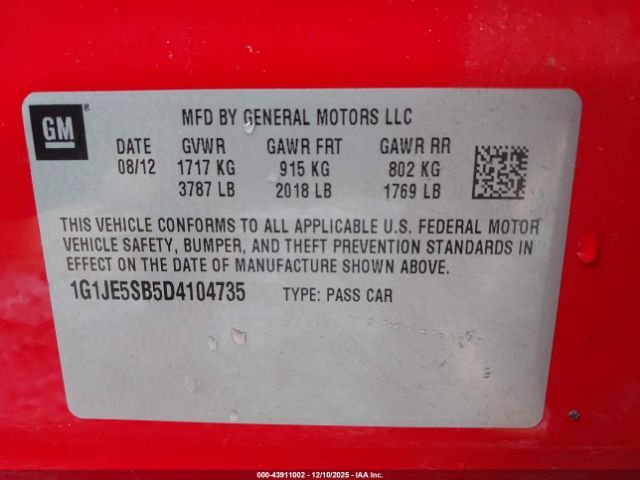 GM
MFD BY GENERAL MOTORS LLC
DATE GVWR GAWR FRT GAWR RR
08/12 1717 KG 915 KG 802 KG
3787 LB 2018 LB 1769 LB
THIS VEHICLE CONFORMS TO ALL APPLICABLE U.S. FEDERAL MOTOR
VEHICLE SAFETY, BUMPER, AND THEFT PREVENTION STANDARDS IN
EFFECT ON THE DATE OF MANUFACTURE SHOWN ABOVE.
1G1JE5SB5D4104735 TYPE: PASS CAR
000-43911002 - 12/10/2025 - IAA Inc.